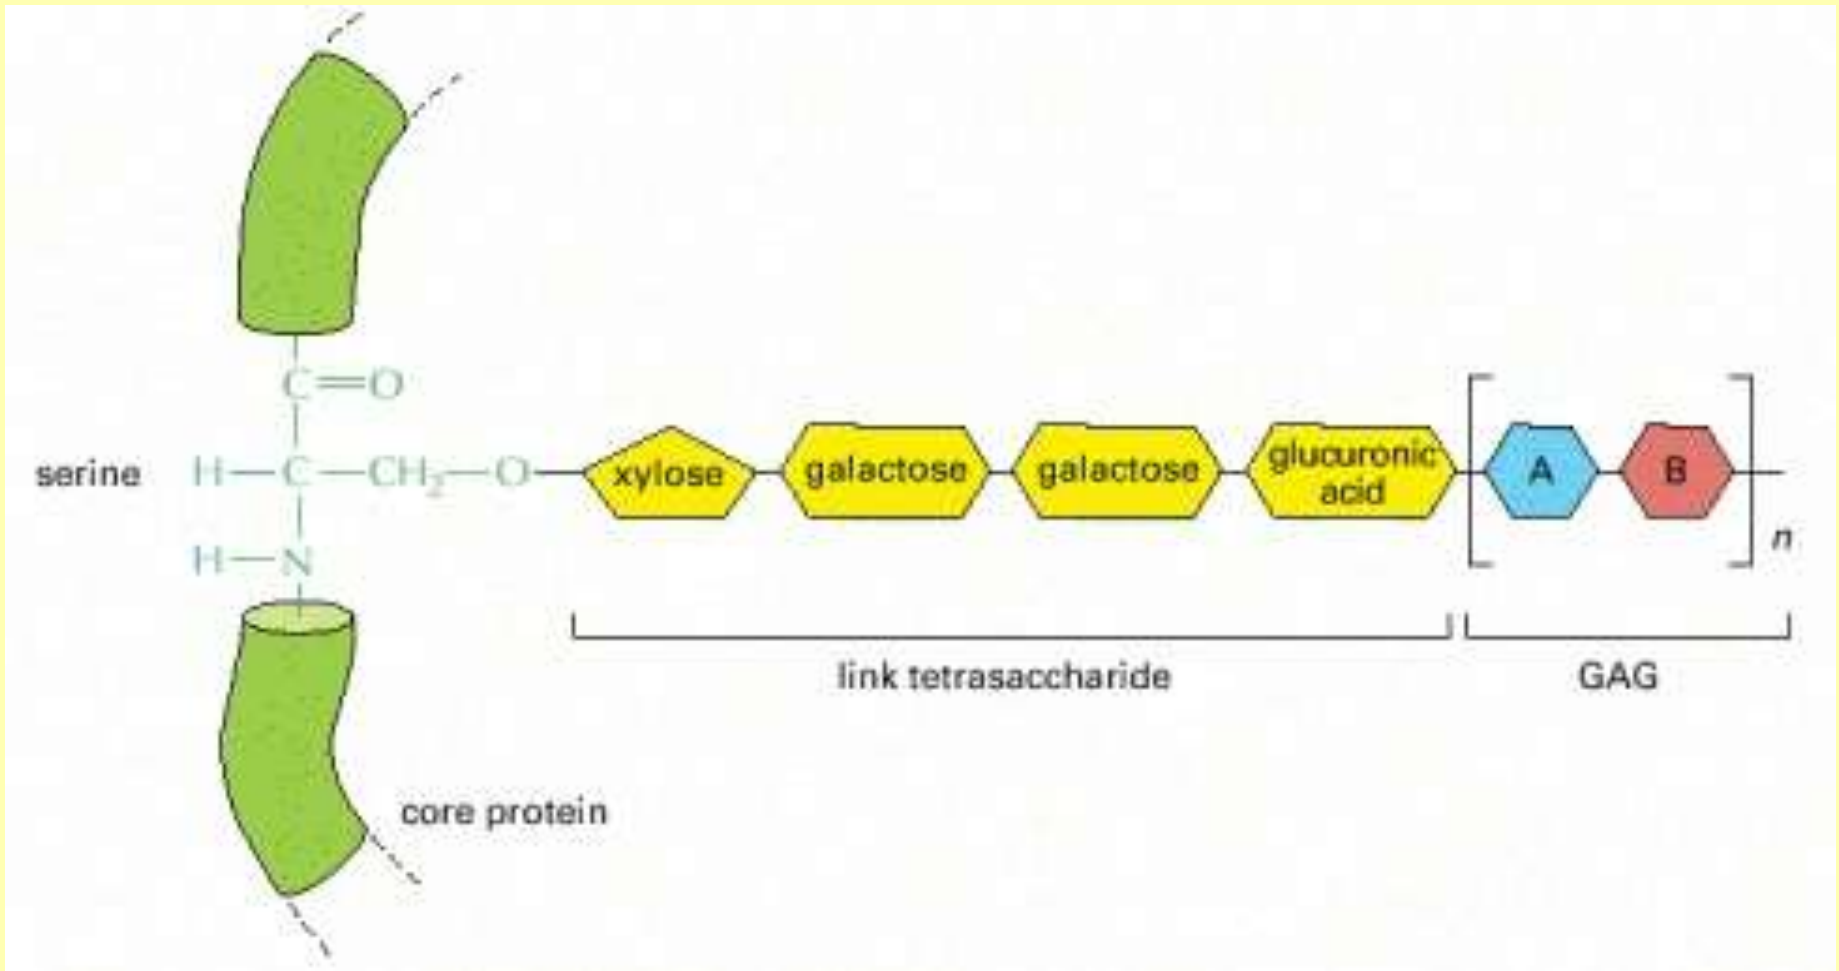 C=O
serine H—C—CH₂—O— xylose galactose galactose glucuronic acid A B
n
H—N
link tetrasaccharide GAG
core protein